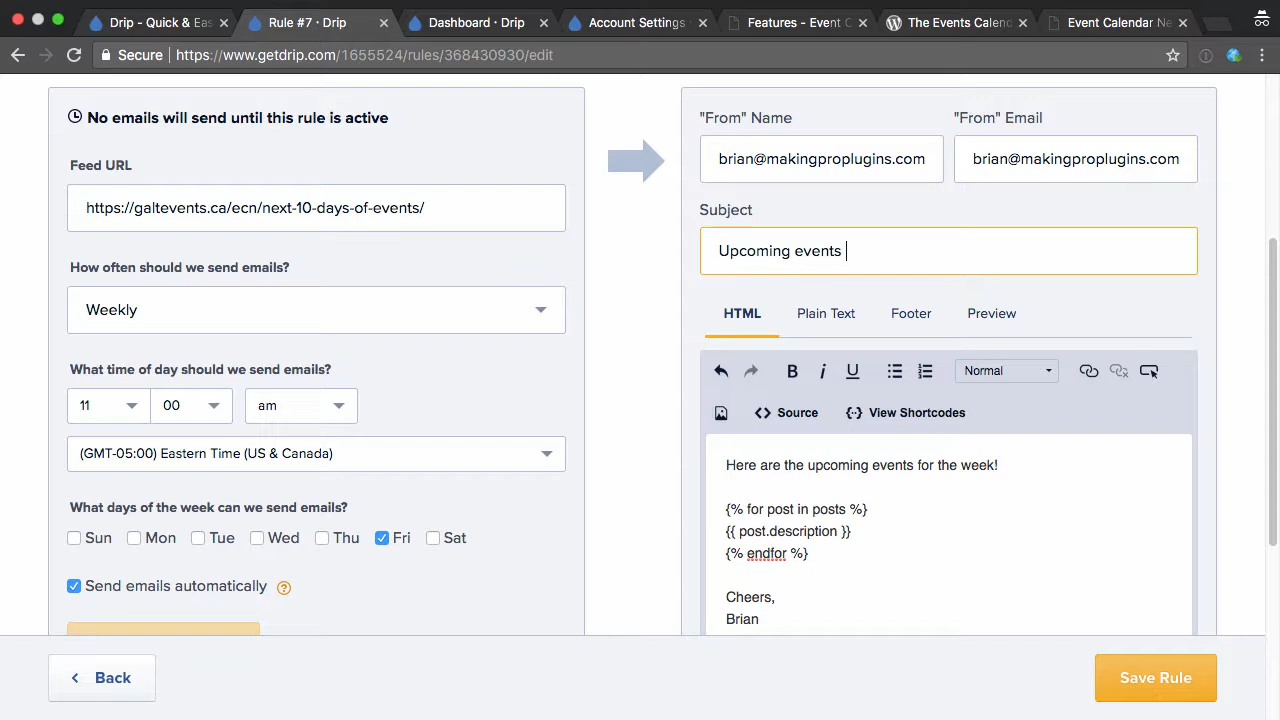 Drip - Quick & Eas
Rule #7 · Drip
Dashboard · Drip
Account Settings
Features - Event C
The Events Calend
Event Calendar Ne
Secure
https://www.getdrip.com/1655524/rules/368430930/edit
No emails will send until this rule is active
Feed URL
https://galtevents.ca/ecn/next-10-days-of-events/
How often should we send emails?
Weekly
What time of day should we send emails?
11 00 am
(GMT-05:00) Eastern Time (US & Canada)
What days of the week can we send emails?
Sun Mon Tue Wed Thu Fri Sat
Send emails automatically ?
"From" Name
"From" Email
brian@makingproplugins.com
brian@makingproplugins.com
Subject
Upcoming events
HTML Plain Text Footer Preview
B i U Normal
Source View Shortcodes
Here are the upcoming events for the week!
{% for post in posts %}
{{ post.description }}
{% endfor %}
Cheers,
Brian
Back
Save Rule